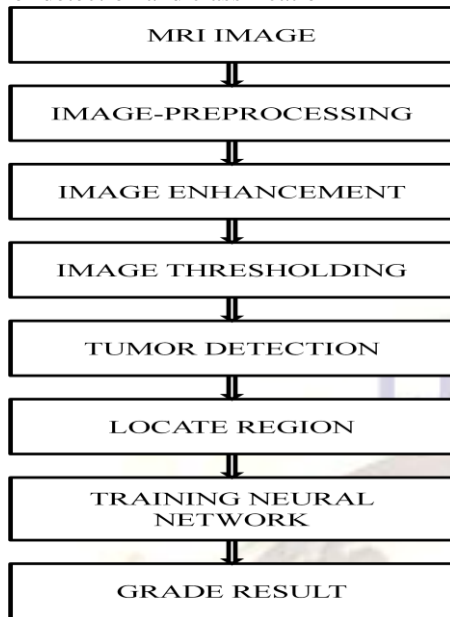 MRI IMAGE
IMAGE-PREPROCESSING
IMAGE ENHANCEMENT
IMAGE THRESHOLDING
TUMOR DETECTION
LOCATE REGION
TRAINING NEURAL
NETWORK
GRADE RESULT